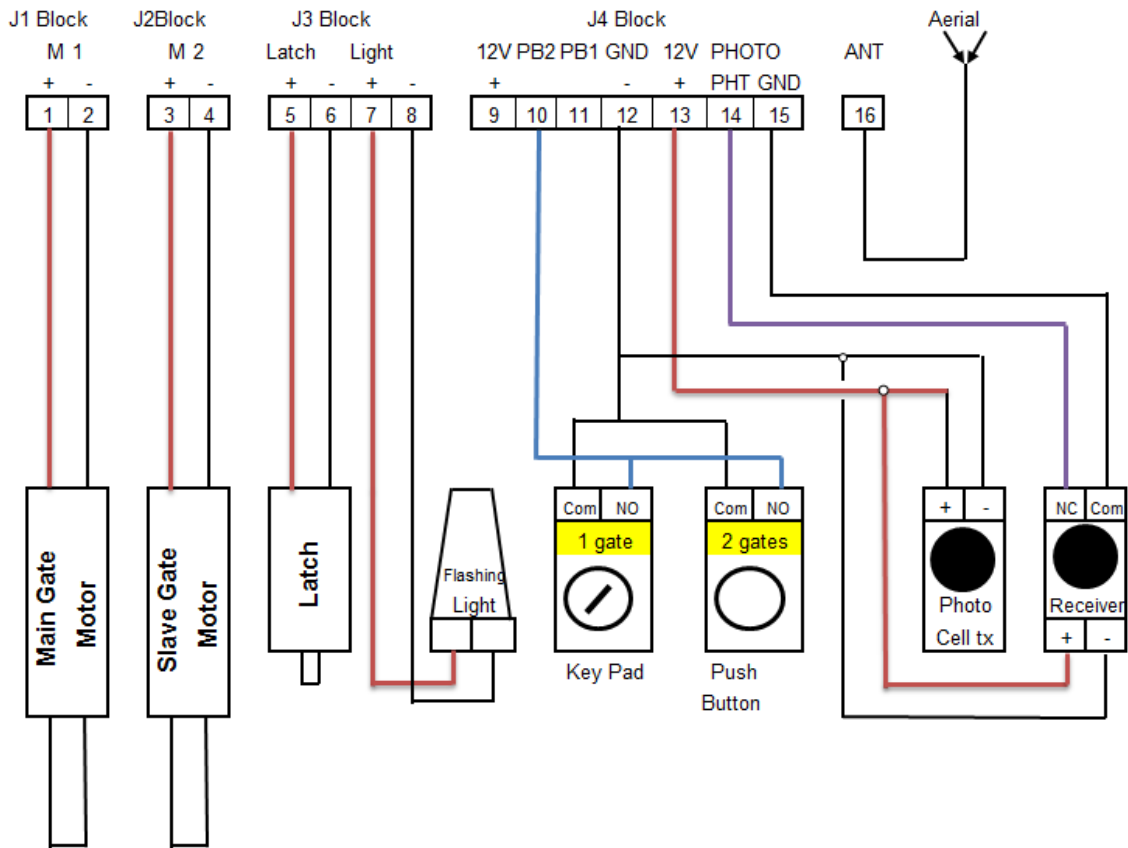 J1 Block J2Block J3 Block J4 Block Aerial
M 1 M 2 Latch Light 12V PB2 PB1 GND 12V PHOTO ANT
+ - + - + - + - + - + PHT GND
1 2 3 4 5 6 7 8 9 10 11 12 13 14 15 16
Com NO Com NO + - NC Com
1 gate 2 gates
Main Gate
Motor
Slave Gate
Motor
Latch
Flashing
Light
Photo Receiver
Cell tx + -
Key Pad Push
Button